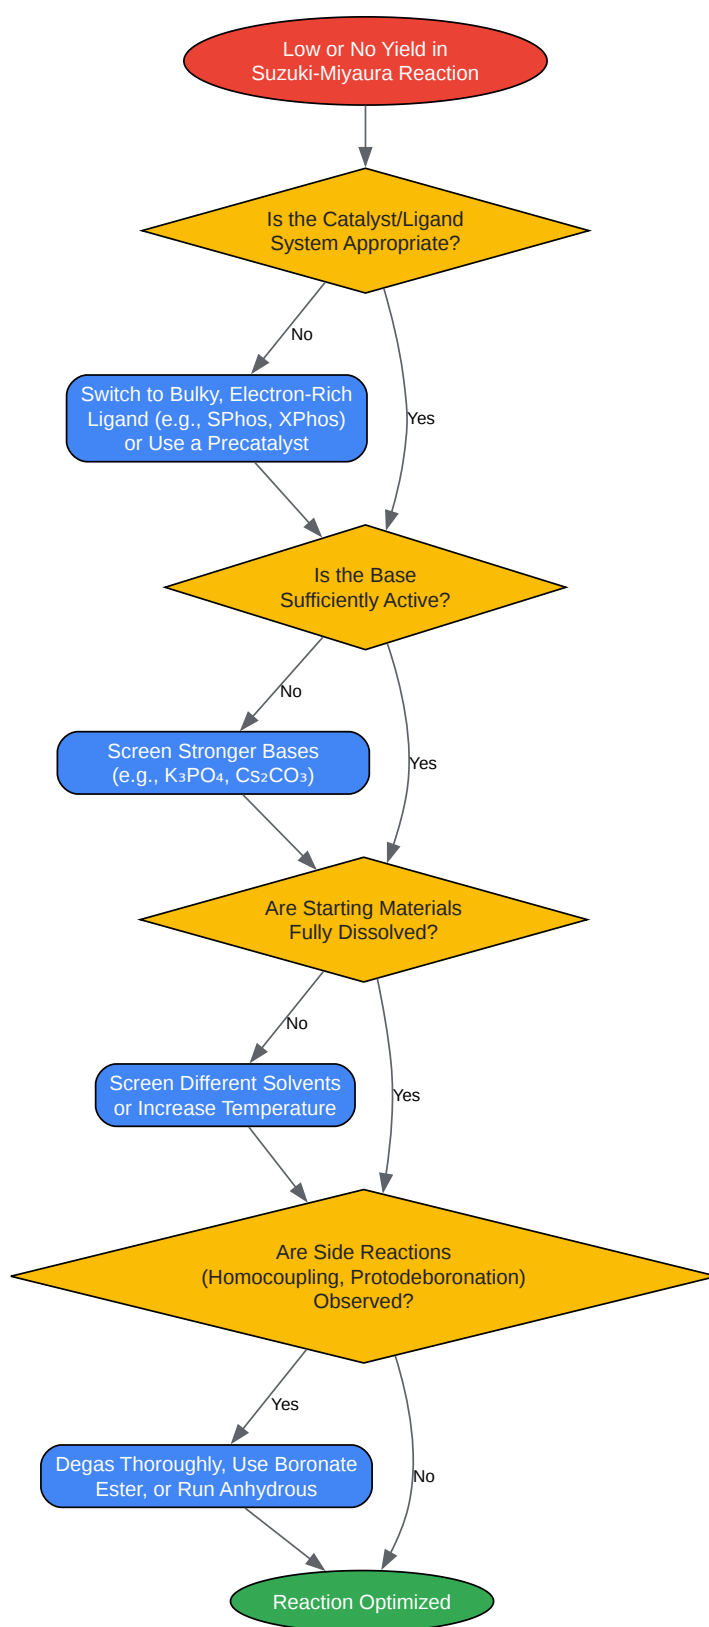 Low or No Yield in
Suzuki-Miyaura Reaction
Is the Catalyst/Ligand
System Appropriate?
No
Switch to Bulky, Electron-Rich
Ligand (e.g., SPhos, XPhos)
or Use a Precatalyst
Yes
Is the Base
Sufficiently Active?
No
Screen Stronger Bases
(e.g., K₃PO₄, Cs₂CO₃)
Yes
Are Starting Materials
Fully Dissolved?
No
Screen Different Solvents
or Increase Temperature
Yes
Are Side Reactions
(Homocoupling, Protodeboronation)
Observed?
Yes
Degas Thoroughly, Use Boronate
Ester, or Run Anhydrous
No
Reaction Optimized